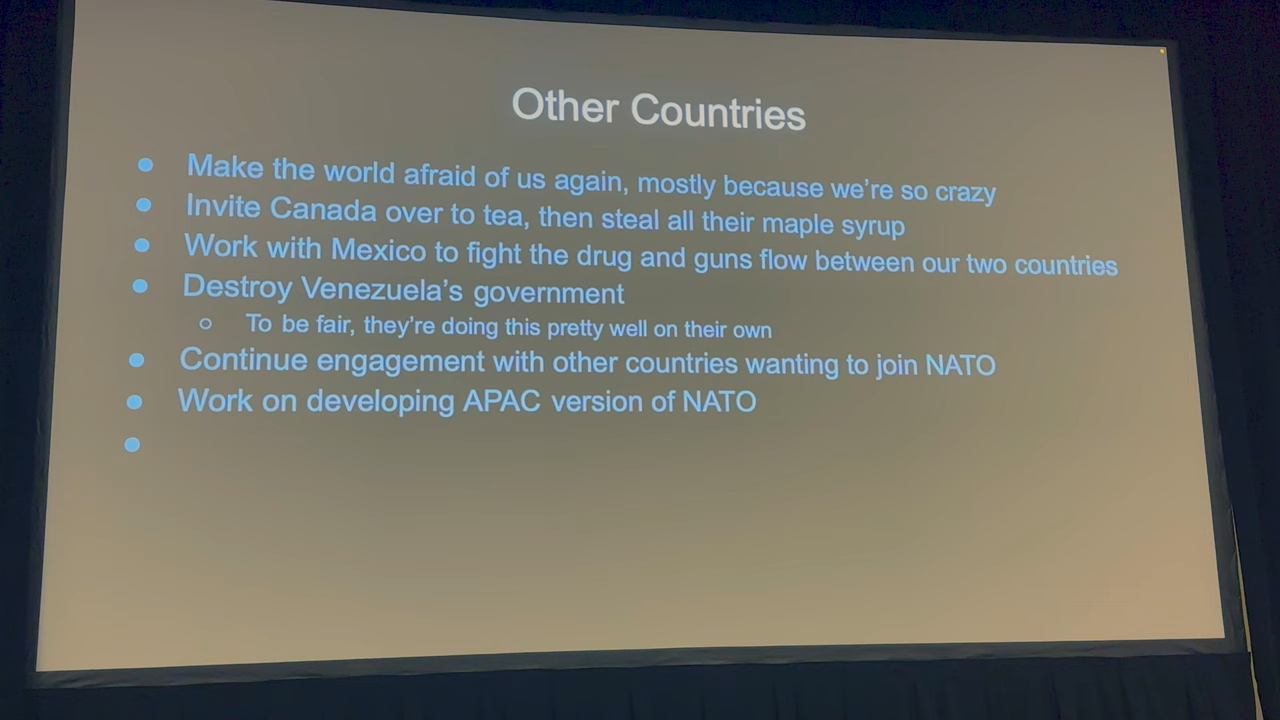 Other Countries
Make the world afraid of us again, mostly because we're so crazy
Invite Canada over to tea, then steal all their maple syrup
Work with Mexico to fight the drug and guns flow between our two countries
Destroy Venezuela's government
To be fair, they're doing this pretty well on their own
Continue engagement with other countries wanting to join NATO
Work on developing APAC version of NATO